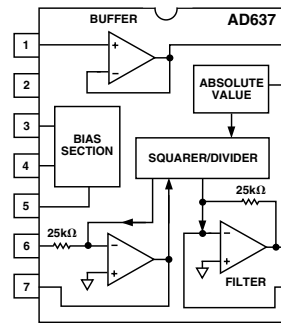 BUFFER
AD637
1
2
ABSOLUTE
VALUE
3
BIAS
SECTION
4
SQUARER/DIVIDER
5
25kΩ
25kΩ
6
7
FILTER